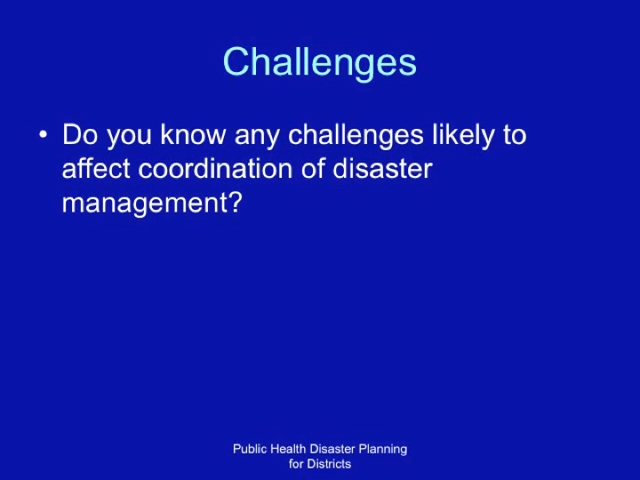 Challenges
• Do you know any challenges likely to
affect coordination of disaster
management?
Public Health Disaster Planning
for Districts